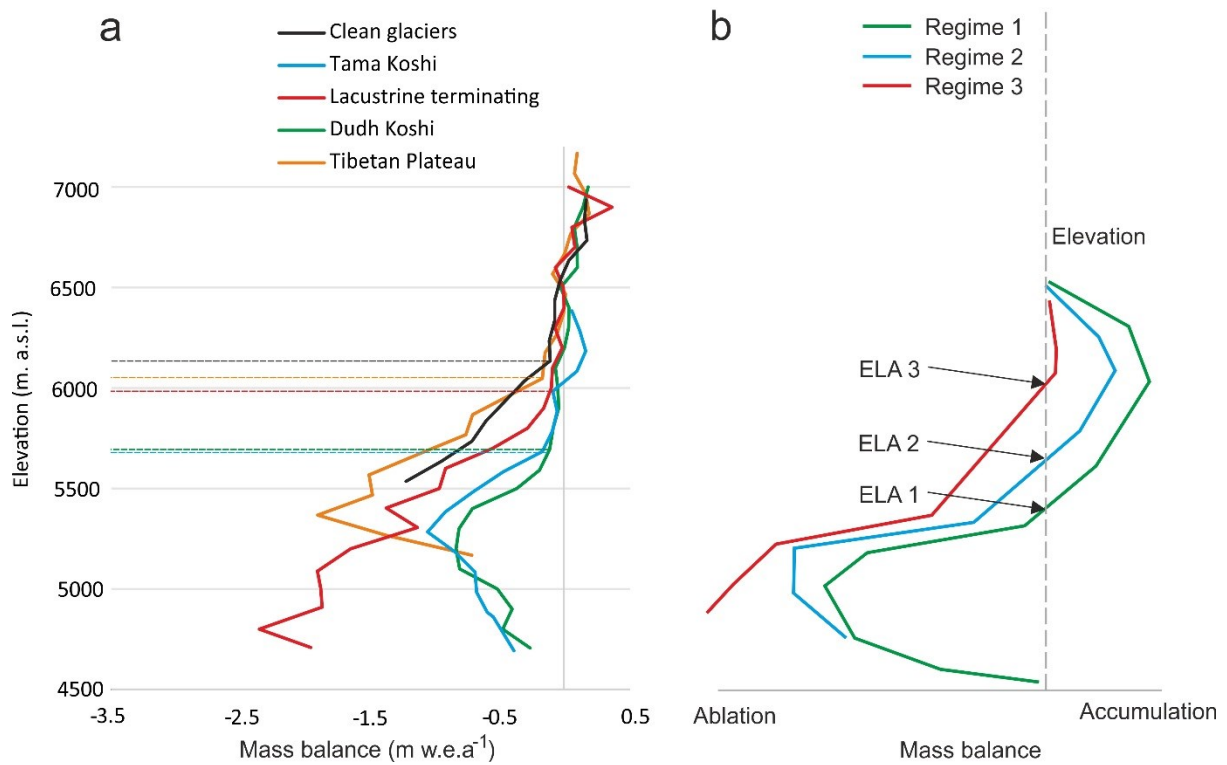 a
Clean glaciers
Tama Koshi
Lacustrine terminating
Dudh Koshi
Tibetan Plateau
7000
6500
6000
5500
5000
4500
Elevation (m. a.s.l.)
-3.5 -2.5 -1.5 -0.5 0.5
Mass balance (m w.e.a⁻¹)
b
Regime 1
Regime 2
Regime 3
Elevation
ELA 3
ELA 2
ELA 1
Ablation
Accumulation
Mass balance